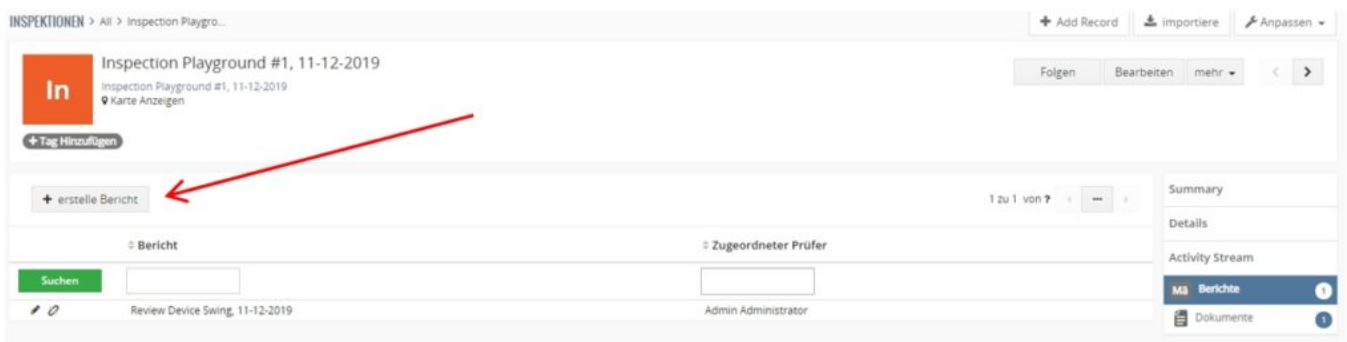 INSPEKTIONEN > All > Inspection Playgro...
+ Add Record
importiere
Anpassen
In
Inspection Playground #1, 11-12-2019
Inspection Playground #1, 11-12-2019
Karte Anzeigen
+ Tag Hinzufügen
Folgen
Bearbeiten
mehr
+ erstelle Bericht
1 zu 1 von ?
Bericht
Zugeordneter Prüfer
Suchen
Review Device Swing, 11-12-2019
Admin Administrator
Summary
Details
Activity Stream
Mä Berichte 1
Dokumente 1